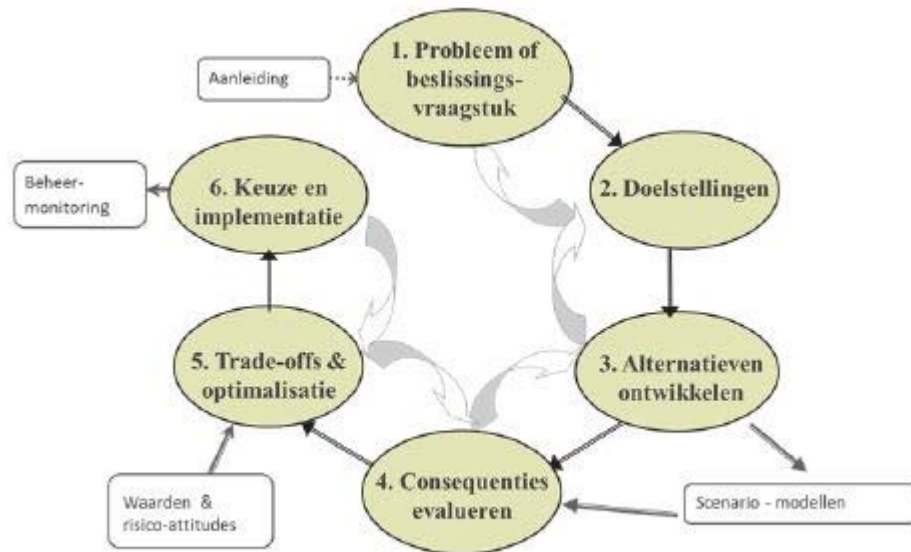 1. Probleem of
beslissings-
vraagstuk
Aanleiding
2. Doelstellingen
3. Alternatieven
ontwikkelen
Scenario - modellen
4. Consequenties
evalueren
5. Trade-offs &
optimalisatie
Waarden &
risico-attitudes
6. Keuze en
implementatie
Beheer-
monitoring